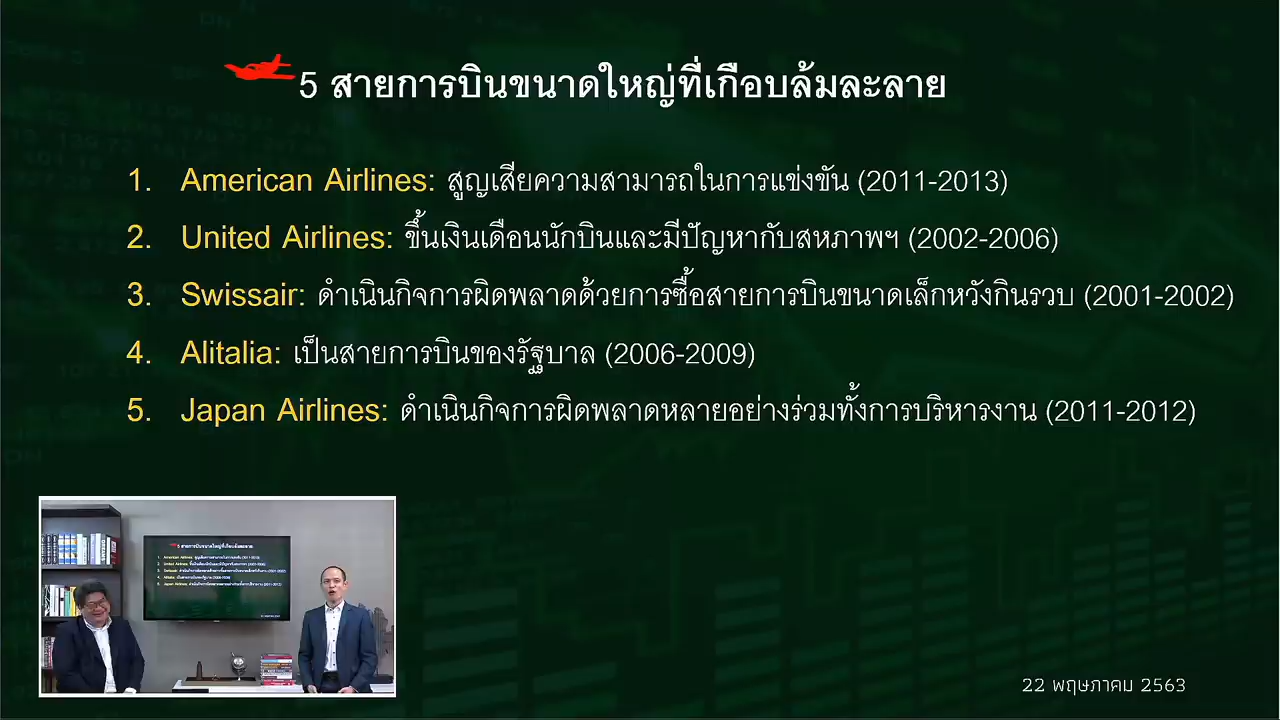 5 สายการบินขนาดใหญ่ที่เกือบล้มละลาย
1. American Airlines: สูญเสียความสามารถในการแข่งขัน (2011-2013)
2. United Airlines: ขึ้นเงินเดือนนักบินและมีปัญหากับสหภาพฯ (2002-2006)
3. Swissair: ดำเนินกิจการผิดพลาดด้วยการซื้อสายการบินขนาดเล็กหวังกินรวบ (2001-2002)
4. Alitalia: เป็นสายการบินของรัฐบาล (2006-2009)
5. Japan Airlines: ดำเนินกิจการผิดพลาดหลายอย่างร่วมทั้งการบริหารงาน (2011-2012)
22 พฤษภาคม 2563